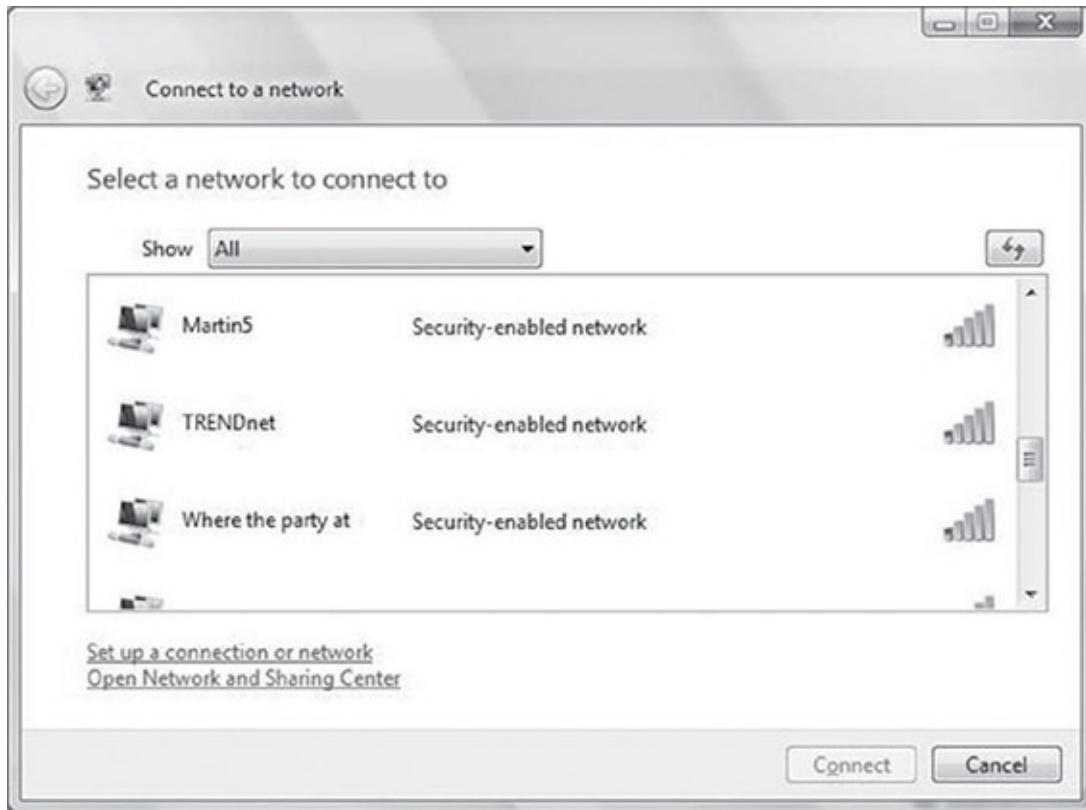 Connect to a network
Select a network to connect to
Show All
Martin5 Security-enabled network
TRENDnet Security-enabled network
Where the party at Security-enabled network
Set up a connection or network
Open Network and Sharing Center
Connect Cancel